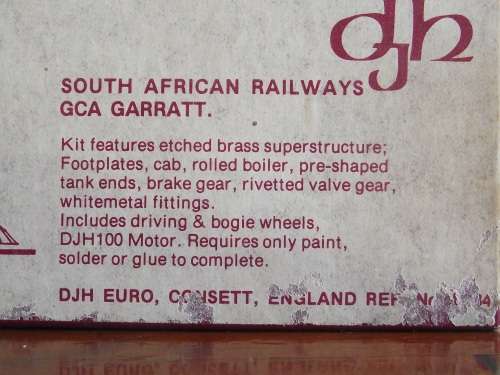 djh
SOUTH AFRICAN RAILWAYS
GCA GARRATT.
Kit features etched brass superstructure;
Footplates, cab, rolled boiler, pre-shaped
tank ends, brake gear, rivetted valve gear,
whitemetal fittings.
Includes driving & bogie wheels,
DJH100 Motor. Requires only paint,
solder or glue to complete.
DJH EURO, CONSETT, ENGLAND REF. No.